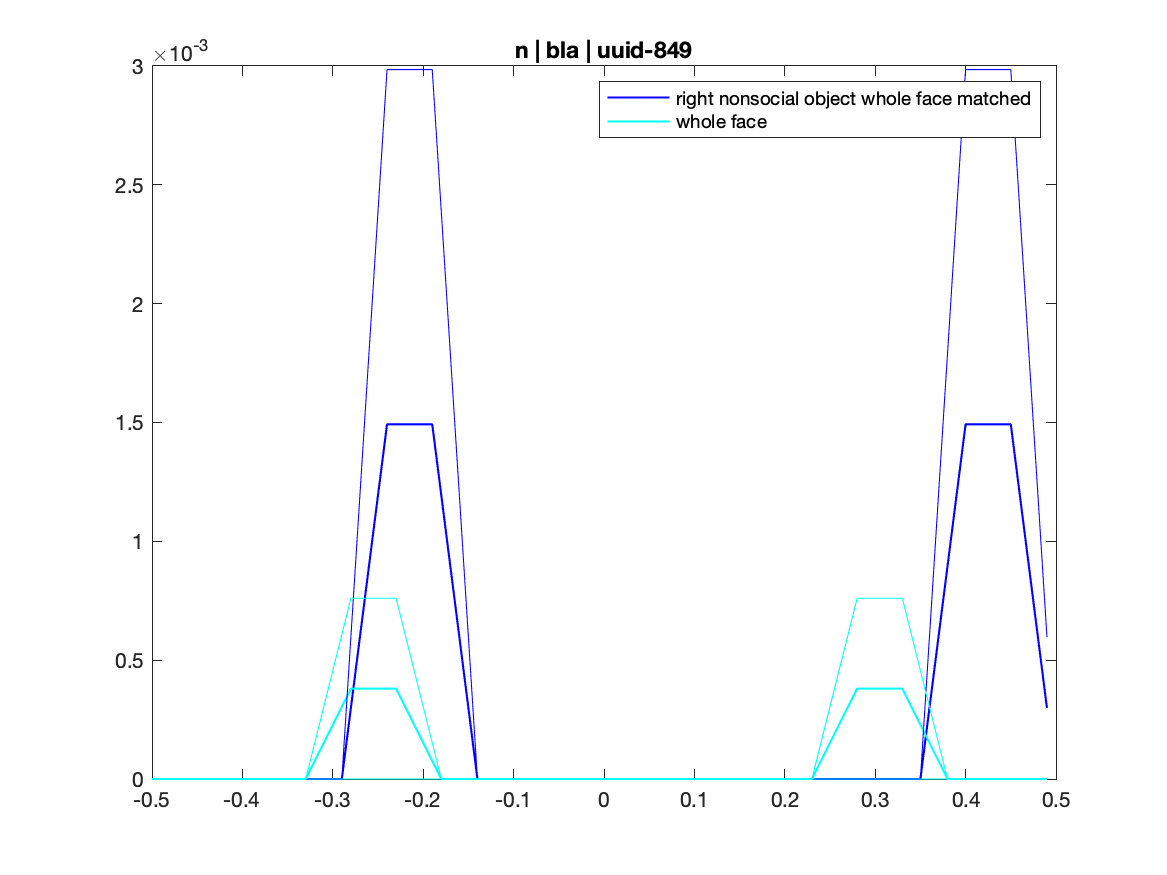 n | bla | uuid-849
×10-3
right nonsocial object whole face matched
whole face
3
2.5
2
1.5
1
0.5
0
-0.5 -0.4 -0.3 -0.2 -0.1 0 0.1 0.2 0.3 0.4 0.5